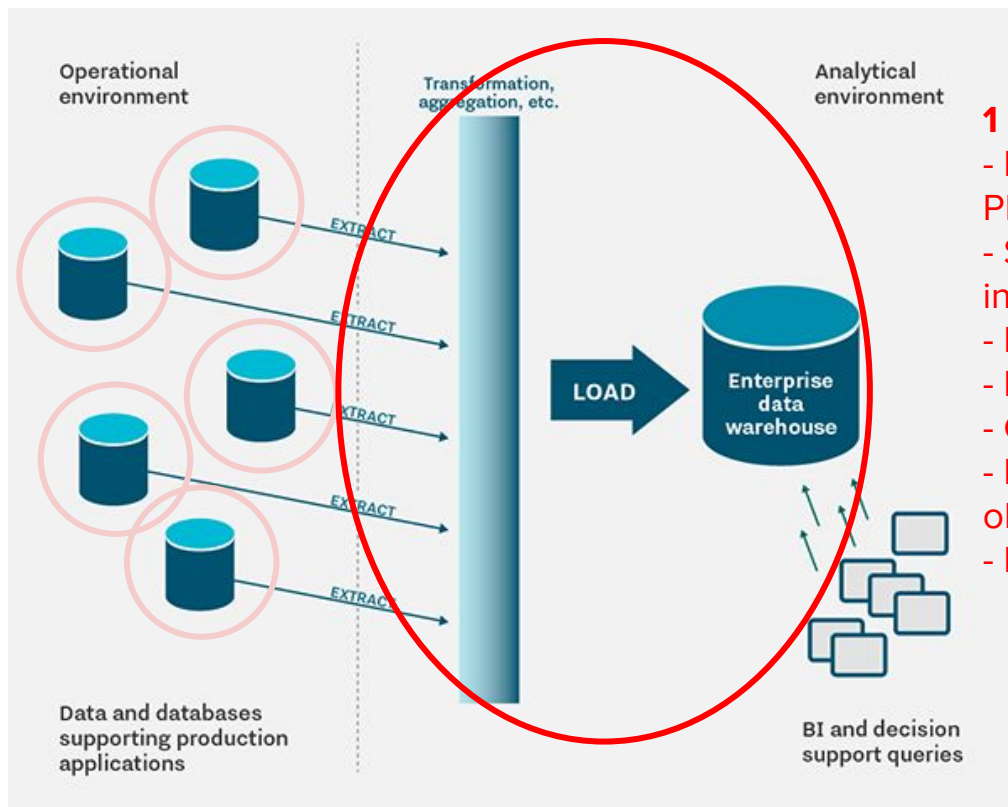 Operational
environment
Transformation,
aggregation, etc.
Analytical
environment
EXTRACT
EXTRACT
EXTRACT
EXTRACT
EXTRACT
LOAD
Enterprise
data
warehouse
Data and databases
supporting production
applications
BI and decision
support queries
1
-
-
-
-
-
-
-